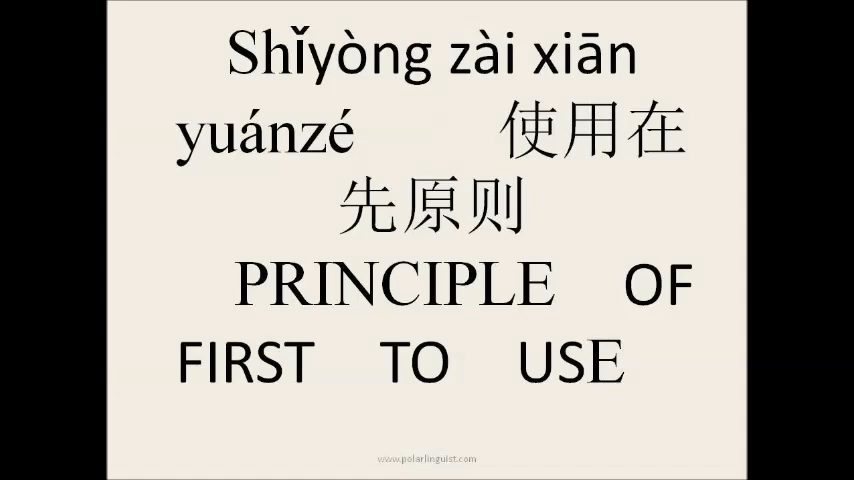 Shǐyòng zài xiān
yuánzé 使用在
先原则
PRINCIPLE OF
FIRST TO USE
www.polarlinguist.com